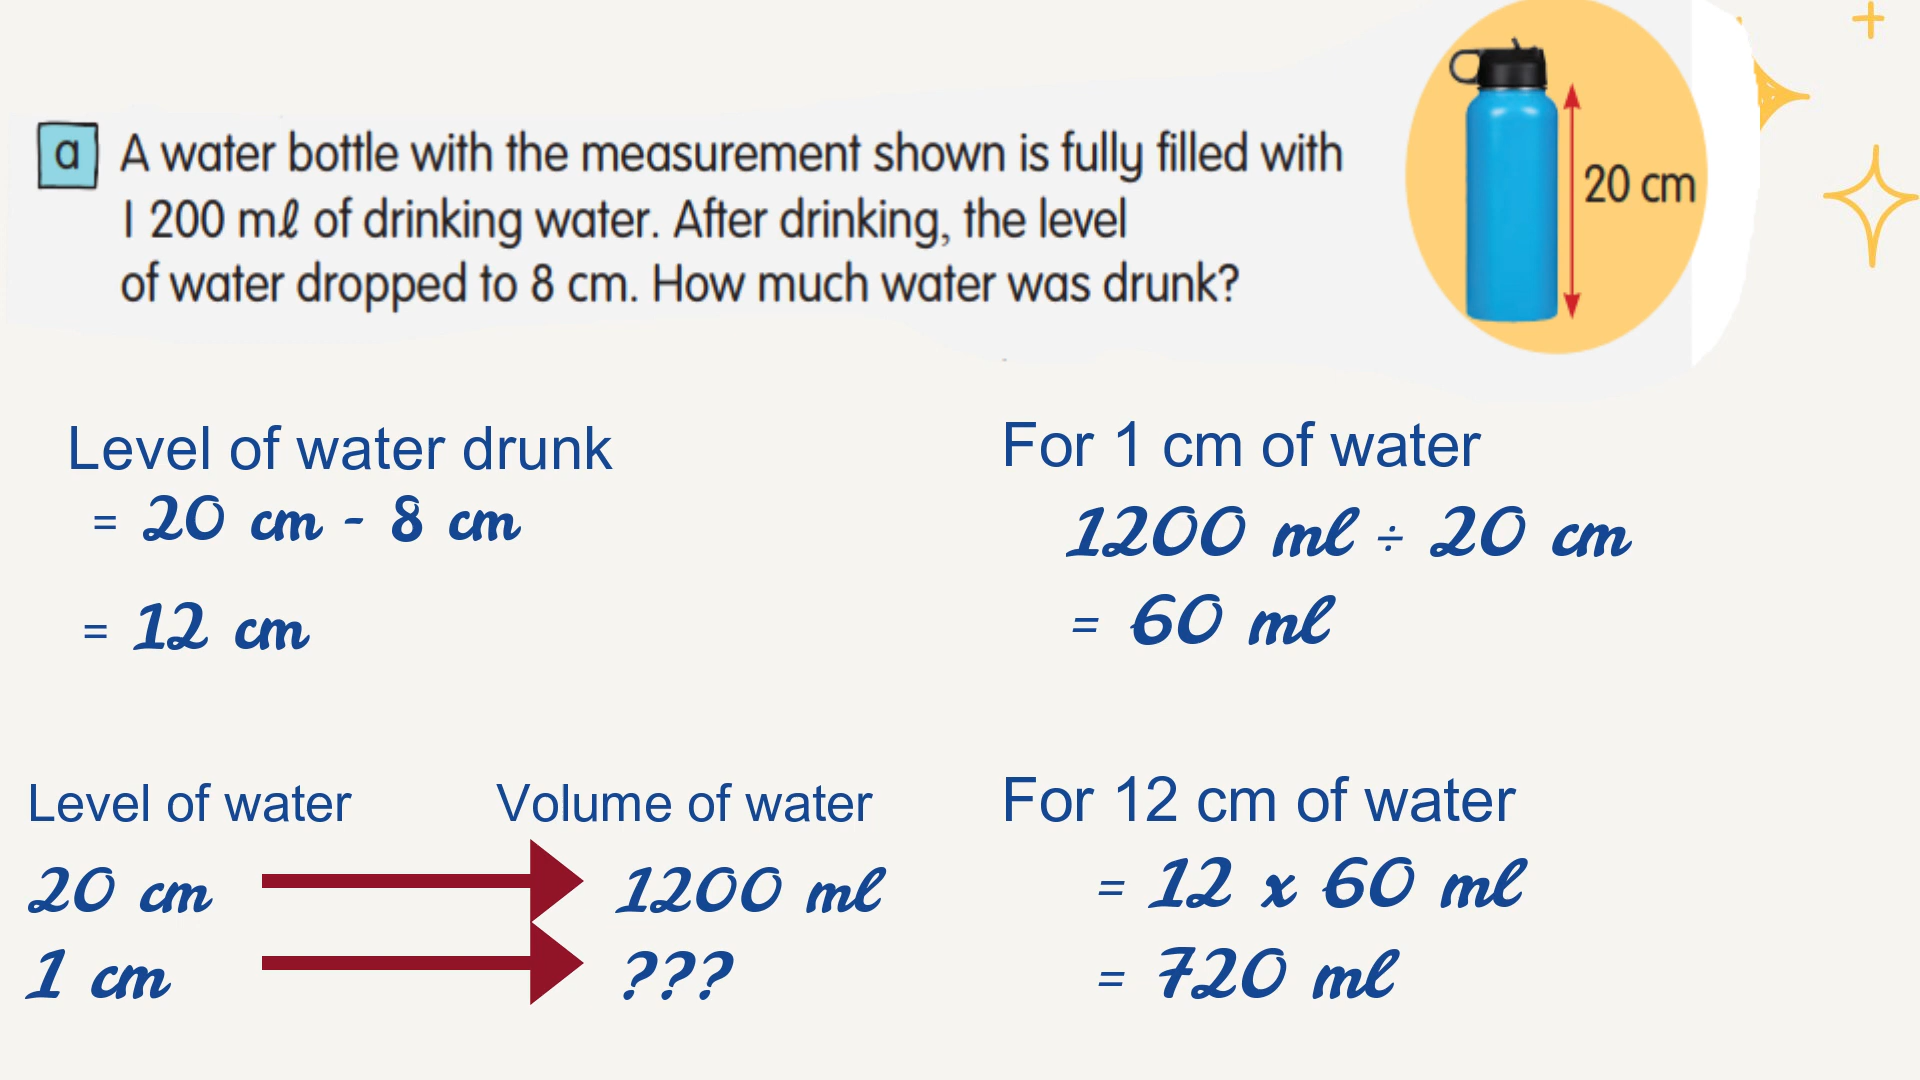 a
A water bottle with the measurement shown is fully filled with
1 200 mℓ of drinking water. After drinking, the level
of water dropped to 8 cm. How much water was drunk?
20 cm
Level of water drunk
= 20 cm - 8 cm
= 12 cm
For 1 cm of water
1200 ml ÷ 20 cm
= 60 ml
Level of water
Volume of water
20 cm
1200 ml
1 cm
???
For 12 cm of water
= 12 x 60 ml
= 720 ml